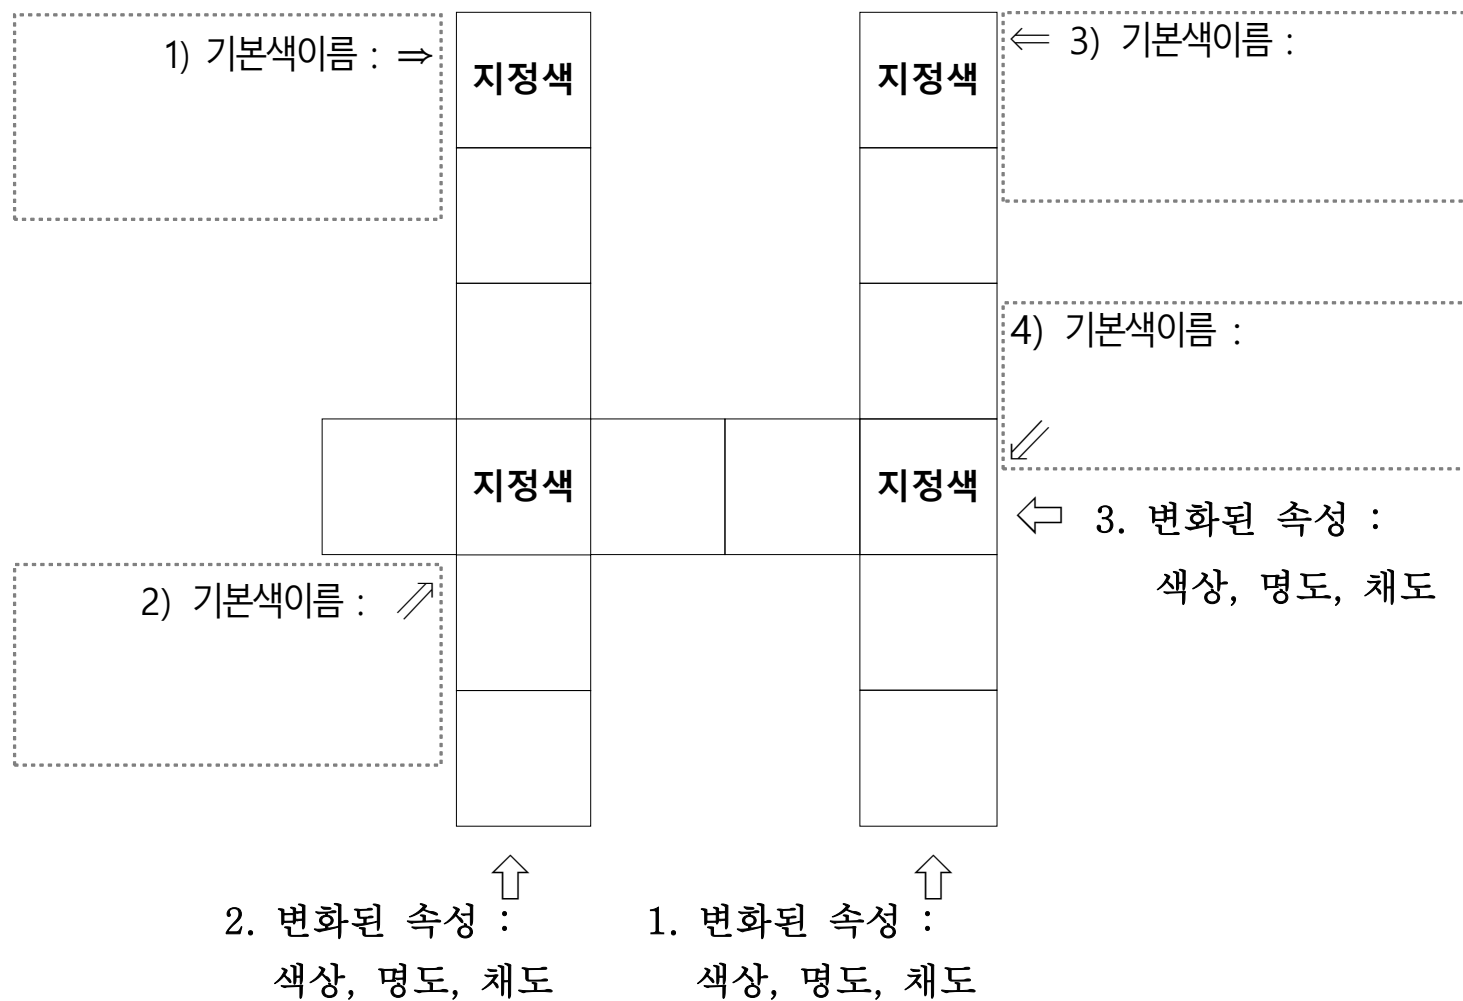 1) 기본색이름 : ⇒
지정색
지정색
⇐ 3) 기본색이름 :
4) 기본색이름 :
지정색
지정색
3. 변화된 속성 :
색상, 명도, 채도
2) 기본색이름 :
2. 변화된 속성 :
색상, 명도, 채도
1. 변화된 속성 :
색상, 명도, 채도